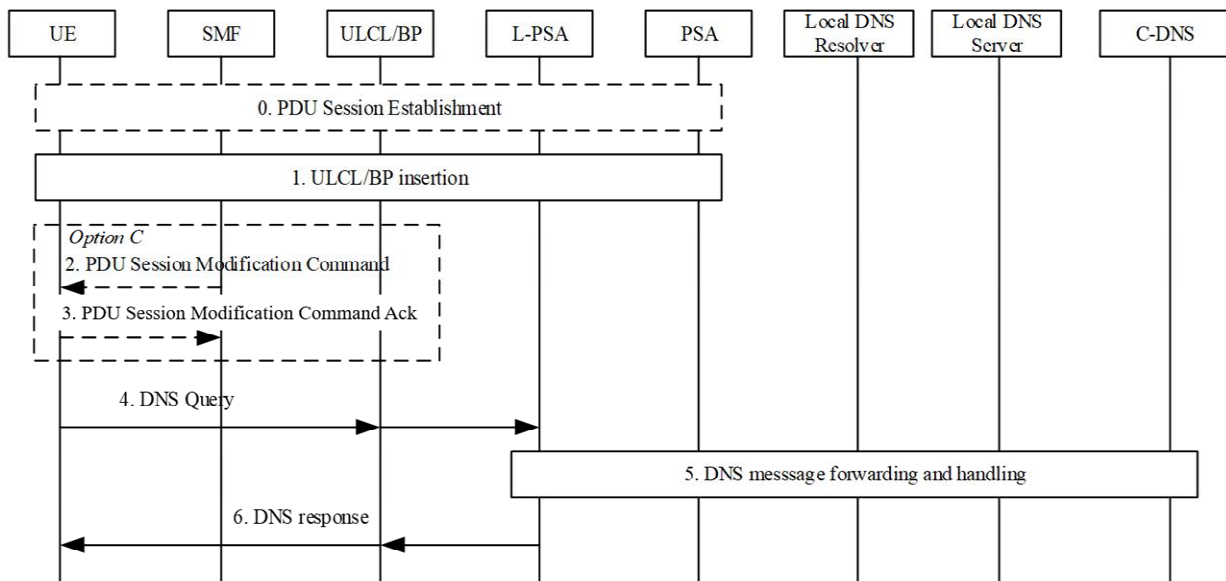 UE
SMF
ULCL/BP
L-PSA
PSA
Local DNS
Resolver
Local DNS
Server
C-DNS
0. PDU Session Establishment
1. ULCL/BP insertion
Option C
2. PDU Session Modification Command
3. PDU Session Modification Command Ack
4. DNS Query
5. DNS messsage forwarding and handling
6. DNS response